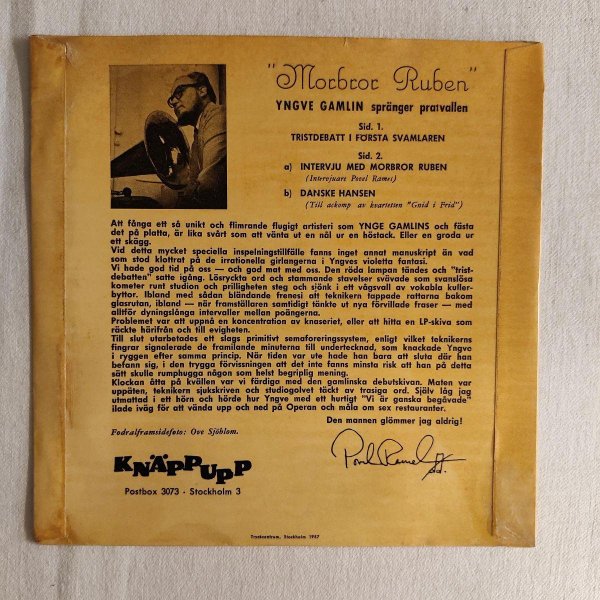 "Morbror Ruben"
YNGVE GAMLIN spränger pratvallen
Sid. 1.
TRISTDEBATT I FÖRSTA SVAMLAREN
Sid. 2.
a) INTERVJU MED MORBROR RUBEN
(Intervjuare Povel Ramel)
b) DANSKE HANSEN
(Till ackomp av kvartetten "Gnid i Frid")
Att fånga ett så unikt och flimrande flugigt artisteri som YNGE GAMLINS och fästa
det på platta, är lika svårt som att vänta ut en nål ur en höstack. Eller en groda ur
ett skägg.
Vid detta mycket speciella inspelningstillfälle fanns inget annat manuskript än vad
som stod klottrat på de irrationella girlangerna i Yngves violetta fantasi.
Vi hade god tid på oss — och god mat med oss. Den röda lampan tändes och "trist-
debatten" satte igång. Lösryckta ord och stammande stavelser svävade som svanslösa
kometer runt studion och prilligheten steg och sjönk i ett vågsvall av vokabla kuller-
byttor. Ibland med sådan bländande frenesi att teknikern tappade rattarna bakom
glasrutan, ibland — när framställaren samtidigt tänkte ut nya förvillade fraser — med
alltför dyningslånga intervaller mellan poängerna.
Problemet var att uppnå en koncentration av knaseriet, eller att hitta en LP-skiva som
räckte härifrån och till evigheten.
Till slut utarbetades ett slags primitivt semaforeringssystem, enligt vilket teknikerns
fingrar signalerade de framilande minuterna till undertecknad, som knackade Yngve
i ryggen efter samma princip. När tiden var ute hade han bara att sluta där han
befann sig, i den trygga förvissningen att det inte fanns minsta risk att han på detta
sätt skulle rumphugga någon som helst begriplig mening.
Klockan åtta på kvällen var vi färdiga med den gamlinska debutskivan. Maten var
uppäten, teknikern sjukskriven och studiogolvet täckt av trasiga ord. Själv låg jag
utmattad i ett hörn och hörde hur Yngve med ett hurtigt "Vi är ganska begåvade"
ilade iväg för att vända upp och ned på Operan och måla om sex restauranter.
Den mannen glömmer jag aldrig!
Fodralframsidefoto: Ove Sjöblom.
Povel Ramel
KNÄPPUPP
Postbox 3073 - Stockholm 3
Tryckcentrum, Stockholm 1957